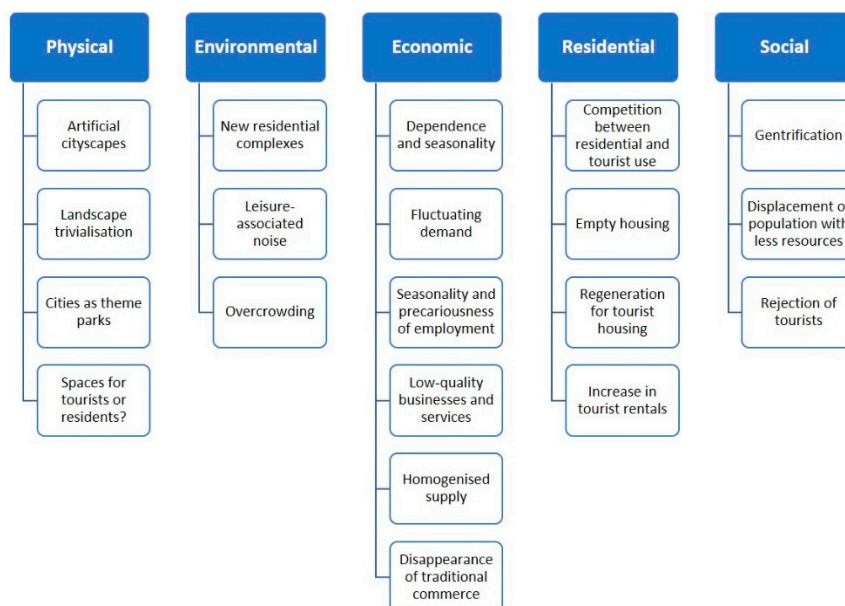 Physical
Artificial
cityscapes
Landscape
trivialisation
Cities as theme
parks
Spaces for
tourists or
residents?
Environmental
New residential
complexes
Leisure-
associated
noise
Overcrowding
Economic
Dependence
and seasonality
Fluctuating
demand
Seasonality and
precariousness
of employment
Low-quality
businesses and
services
Homogenised
supply
Disappearance
of traditional
commerce
Residential
Competition
between
residential and
tourist use
Empty housing
Regeneration
for tourist
housing
Increase in
tourist rentals
Social
Gentrification
Displacement o
population with
less resources
Rejection of
tourists